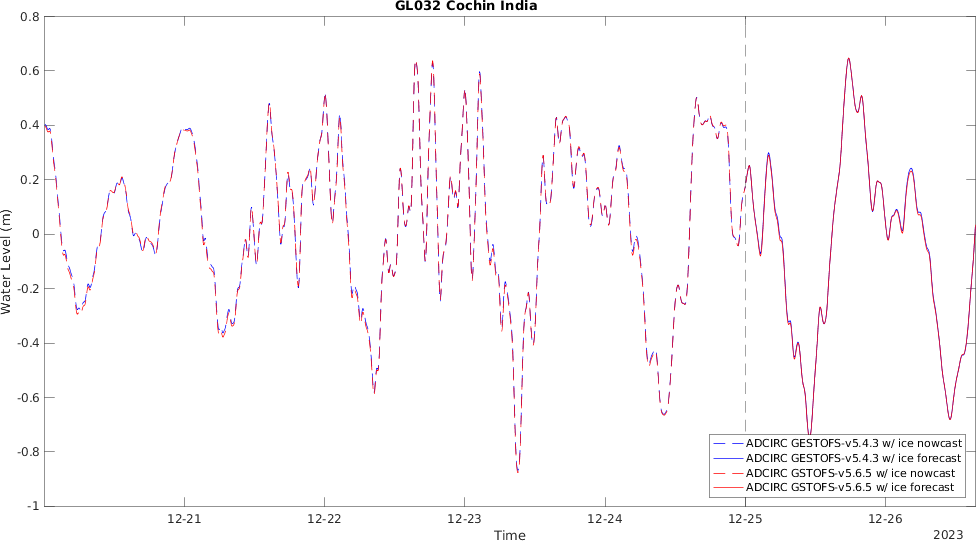 GL032 Cochin India
0.8
0.6
0.4
0.2
0
-0.2
-0.4
-0.6
-0.8
-1
Water Level (m)
ADCIRC GESTOFS-v5.4.3 w/ ice nowcast
ADCIRC GESTOFS-v5.4.3 w/ ice forecast
ADCIRC GSTOFS-v5.6.5 w/ ice nowcast
ADCIRC GSTOFS-v5.6.5 w/ ice forecast
12-21 12-22 12-23 12-24 12-25 12-26
Time
2023